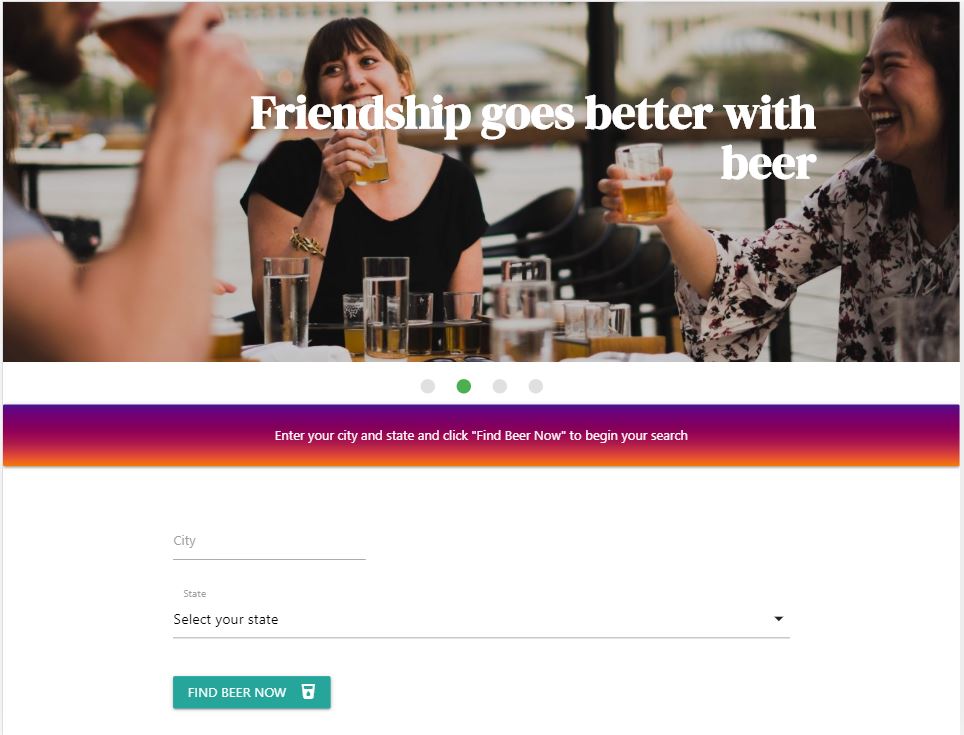 Friendship goes better with
beer
Enter your city and state and click "Find Beer Now" to begin your search
City
State
Select your state
FIND BEER NOW